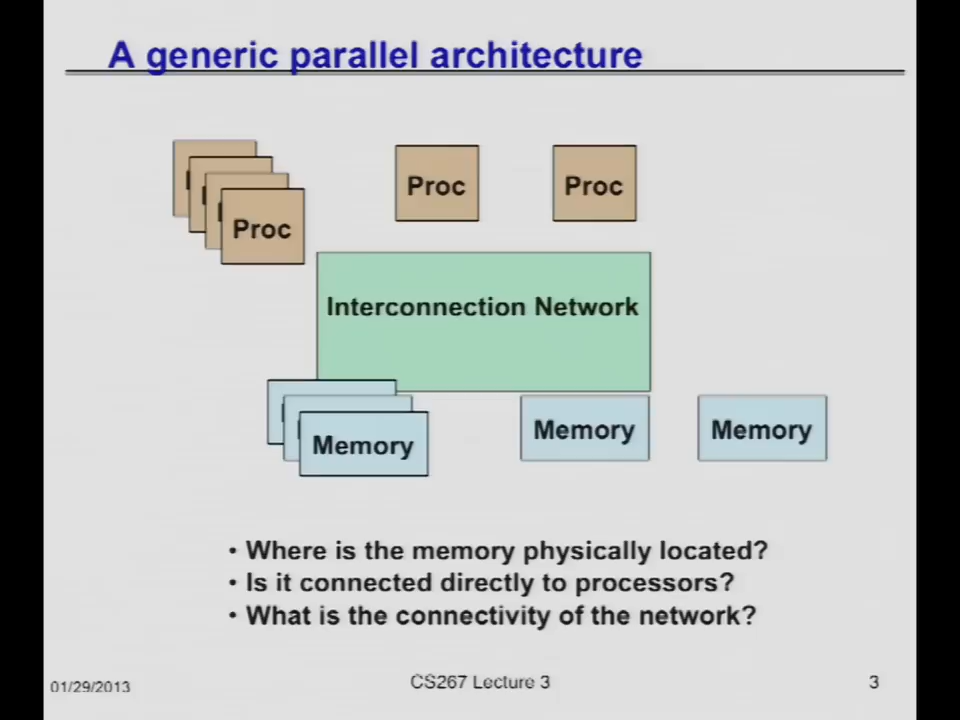 A generic parallel architecture
Proc
Proc
Proc
Interconnection Network
Memory
Memory
Memory
• Where is the memory physically located?
• Is it connected directly to processors?
• What is the connectivity of the network?
01/29/2013
CS267 Lecture 3
3